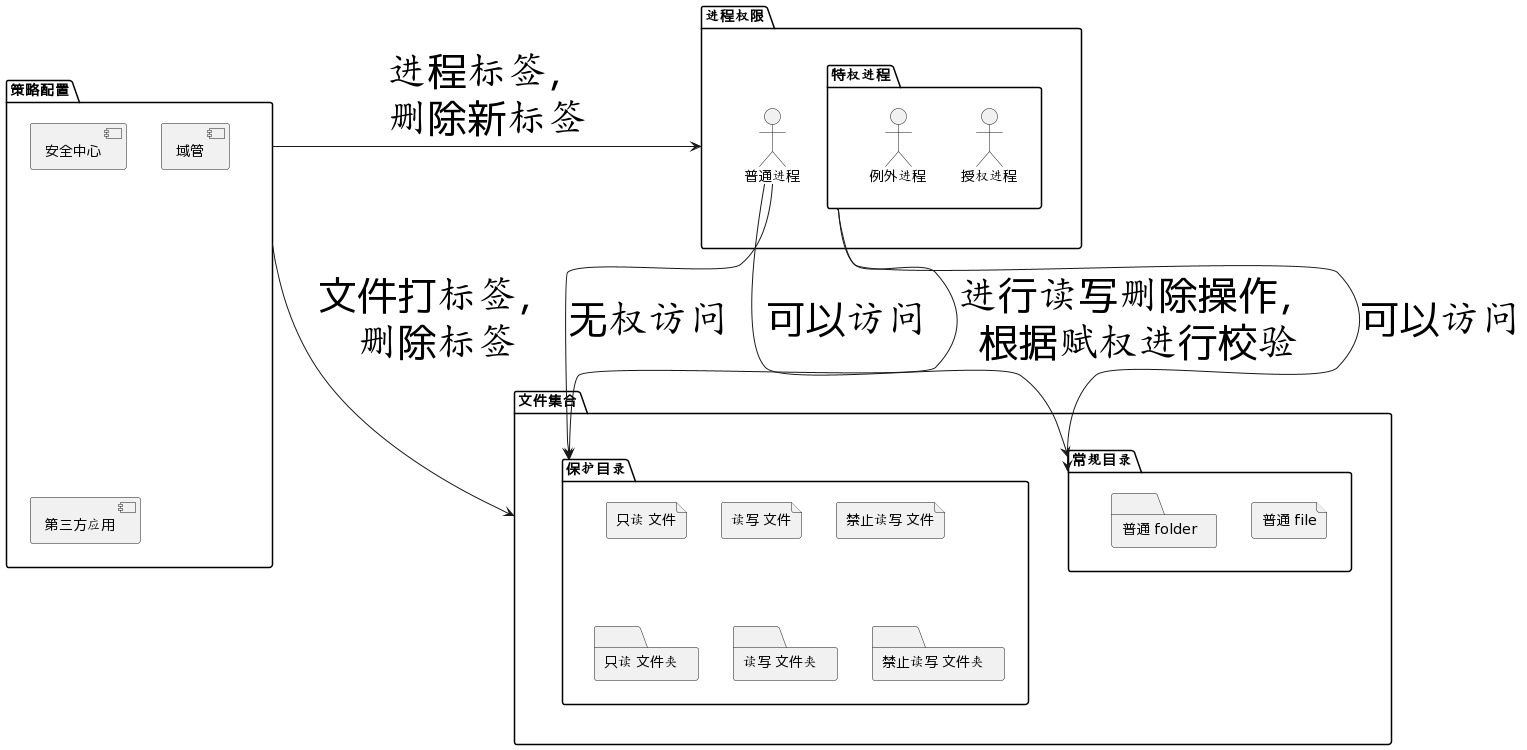 进程权限
特权进程
策略配置
进程标签，
删除新标签
安全中心
域管
普通进程
例外进程
授权进程
文件打标签，
删除标签
无权访问
可以访问
进行读写删除操作，
根据赋权进行校验
可以访问
文件集合
保护目录
常规目录
只读 文件
读写 文件
禁止读写 文件
普通 folder
普通 file
第三方应用
只读 文件夹
读写 文件夹
禁止读写 文件夹